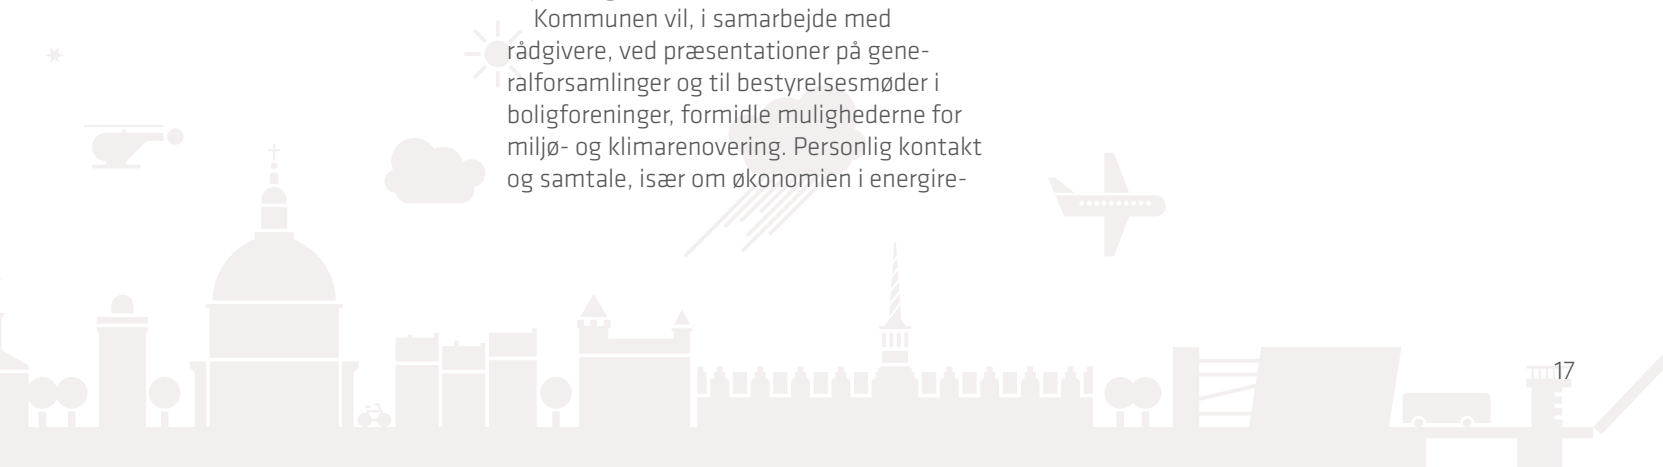 Kommunen vil, i samarbejde med
rådgivere, ved præsentationer på gene-
ralforsamlinger og til bestyrelsesmøder i
boligforeninger, formidle mulighederne for
miljø- og klimarenovering. Personlig kontakt
og samtale, især om økonomien i energire-
17